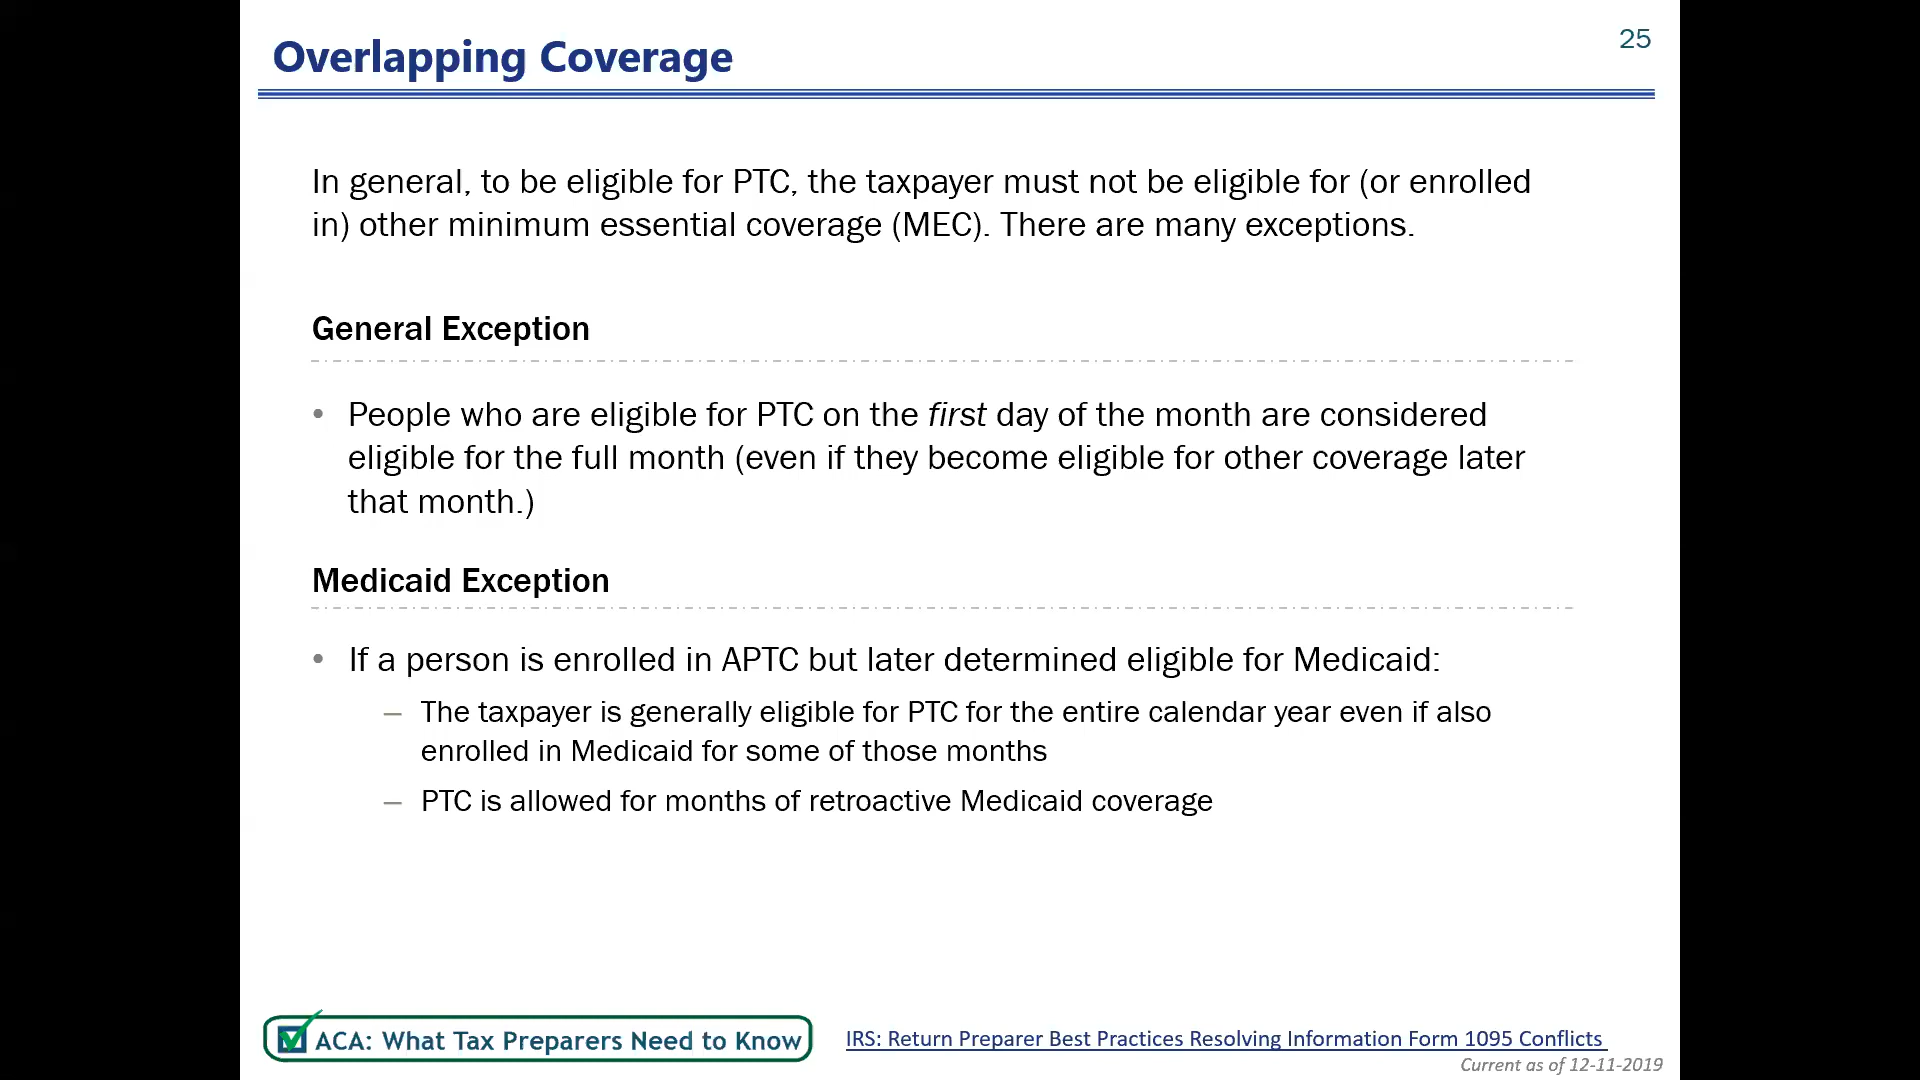 Overlapping Coverage
25
In general, to be eligible for PTC, the taxpayer must not be eligible for (or enrolled
in) other minimum essential coverage (MEC). There are many exceptions.
General Exception
• People who are eligible for PTC on the first day of the month are considered
eligible for the full month (even if they become eligible for other coverage later
that month.)
Medicaid Exception
• If a person is enrolled in APTC but later determined eligible for Medicaid:
– The taxpayer is generally eligible for PTC for the entire calendar year even if also
enrolled in Medicaid for some of those months
– PTC is allowed for months of retroactive Medicaid coverage
ACA: What Tax Preparers Need to Know
IRS: Return Preparer Best Practices Resolving Information Form 1095 Conflicts
Current as of 12-11-2019